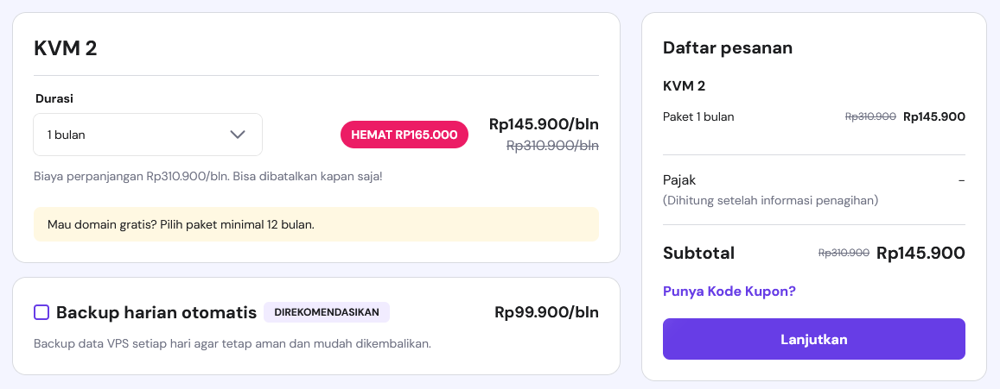 KVM 2
Durasi
1 bulan
HEMAT RP165.000
Rp145.900/bln
Rp310.900/bln
Biaya perpanjangan Rp310.900/bln. Bisa dibatalkan kapan saja!
Mau domain gratis? Pilih paket minimal 12 bulan.
Backup harian otomatis DIREKOMENDASIKAN Rp99.900/bln
Backup data VPS setiap hari agar tetap aman dan mudah dikembalikan.
Daftar pesanan
KVM 2
Paket 1 bulan Rp310.900 Rp145.900
Pajak -
(Dihitung setelah informasi penagihan)
Subtotal Rp310.900 Rp145.900
Punya Kode Kupon?
Lanjutkan